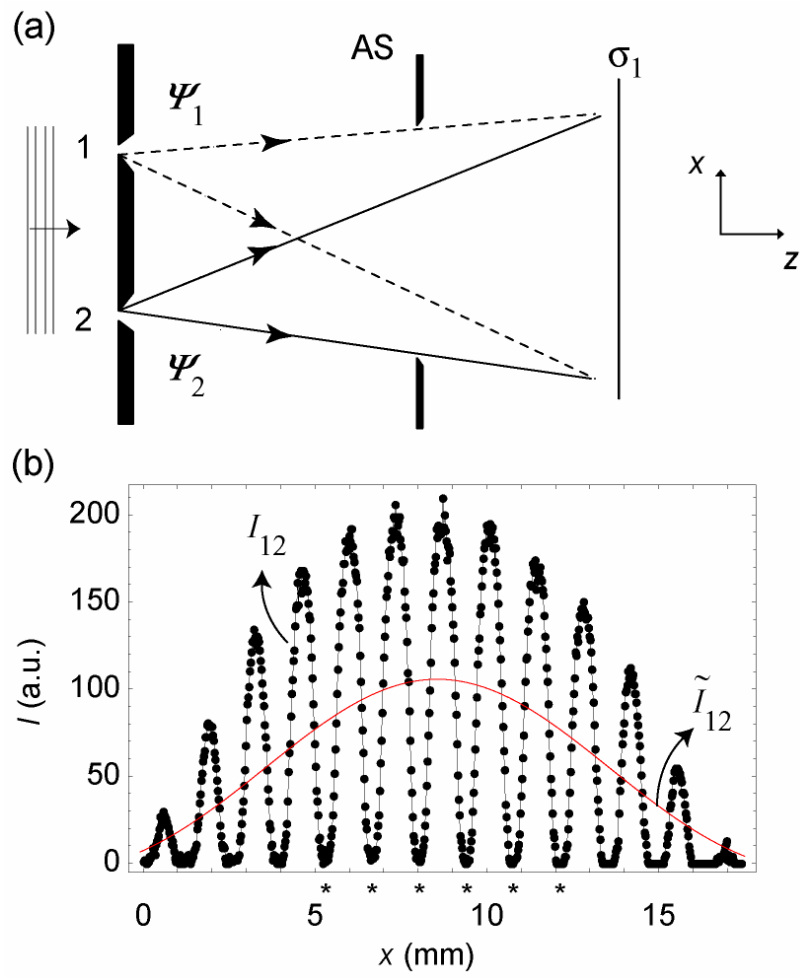 (a)
AS
σ₁
Ψ₁
1
x
z
2
Ψ₂
(b)
200
I₁₂
150
I (a.u.)
100
Ĩ₁₂
50
0
* * * * * *
0 5 10 15
x (mm)